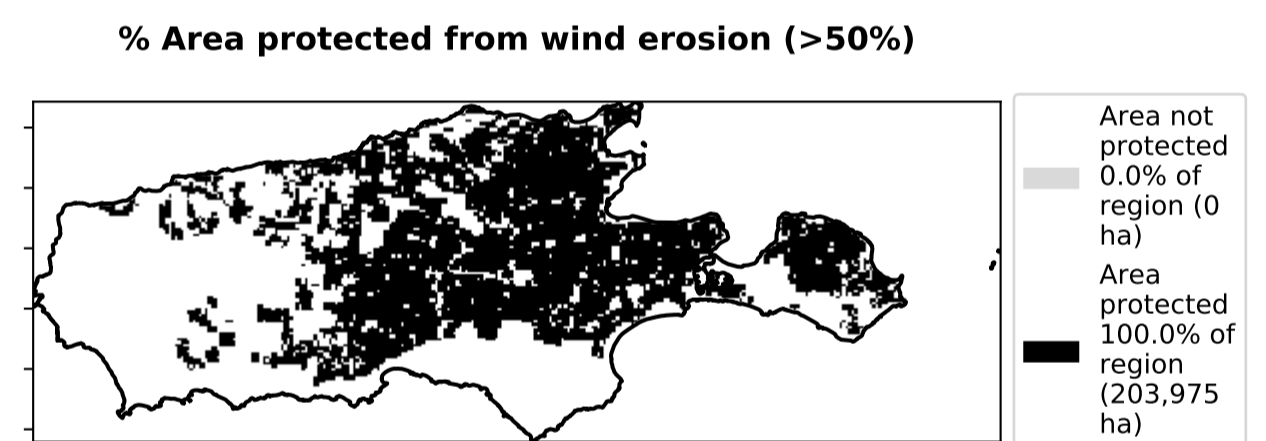 % Area protected from wind erosion (>50%)
Area not
protected
0.0% of
region (0
ha)
Area
protected
100.0% of
region
(203,975
ha)